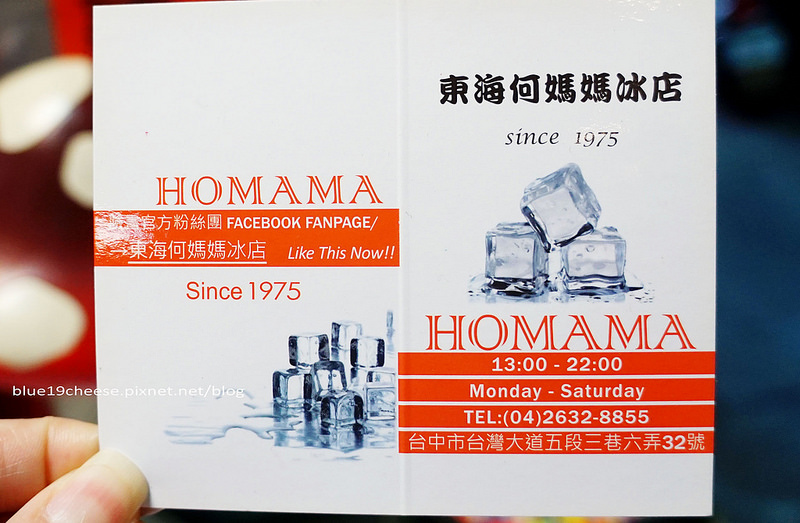 HOMAMA
官方粉絲團 FACEBOOK FANPAGE/
→東海何媽媽冰店 Like This Now!!
Since 1975
blue19cheese.pixnet.net/blog
東海何媽媽冰店
since 1975
HOMAMA
13:00 - 22:00
Monday - Saturday
TEL:(04)2632-8855
台中市台灣大道五段三巷六弄32號